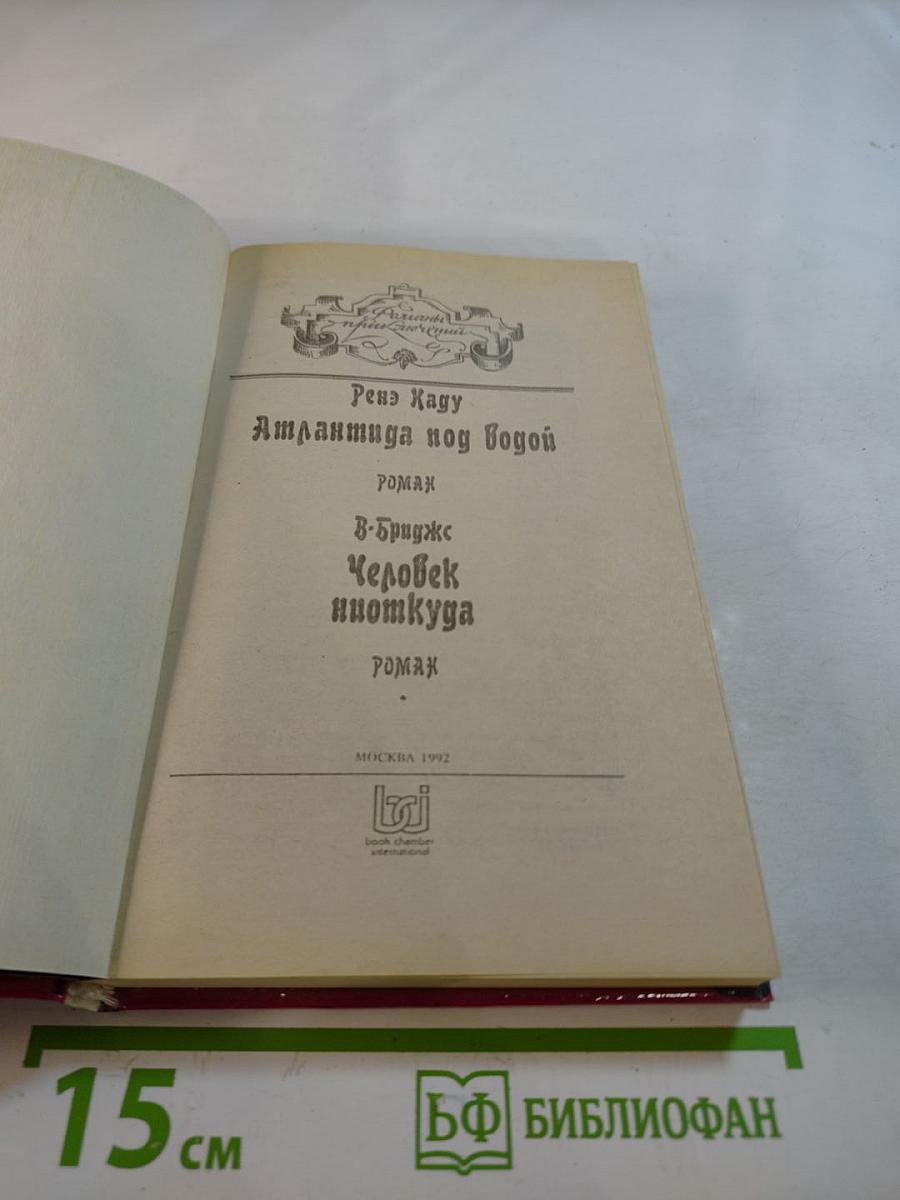 Романы
приключений
Ренэ Каду
Атлантида под водой
РОМАН
В.Бриджс
Человек
ниоткуда
РОМАН
МОСКВА 1992
bci
book chamber
international
15 см
БФ БИБЛИОФАН